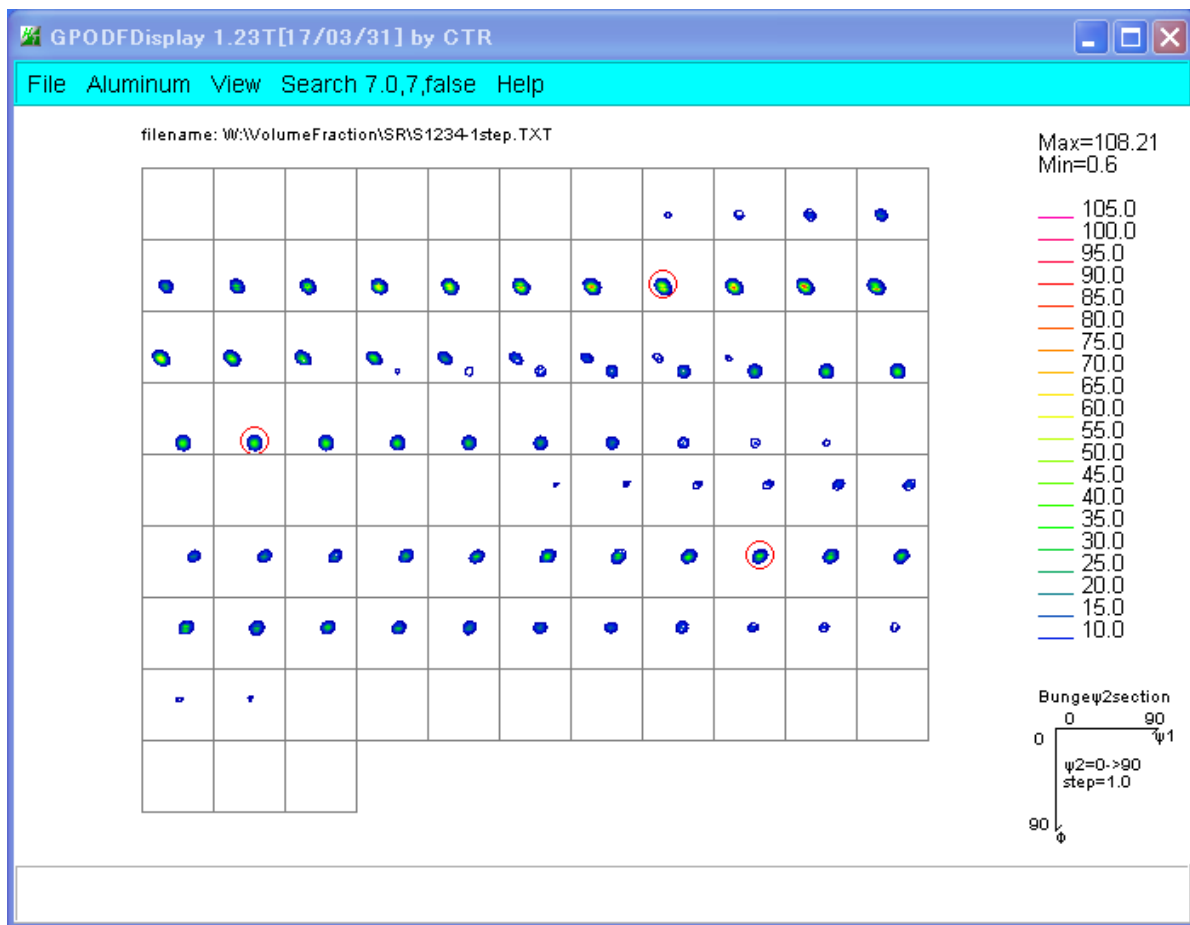 GPODFDisplay 1.23T[17/03/31] by CTR
File Aluminum View Search 7.0,7,false Help
filename: W:\VolumeFraction\SR\S1234-1step.TXT
Max=108.21
Min=0.6
105.0
100.0
95.0
90.0
85.0
80.0
75.0
70.0
65.0
60.0
55.0
50.0
45.0
40.0
35.0
30.0
25.0
20.0
15.0
10.0
Bungeψ2section
0 90
0 ψ1
ψ2=0->90
step=1.0
90
Φ